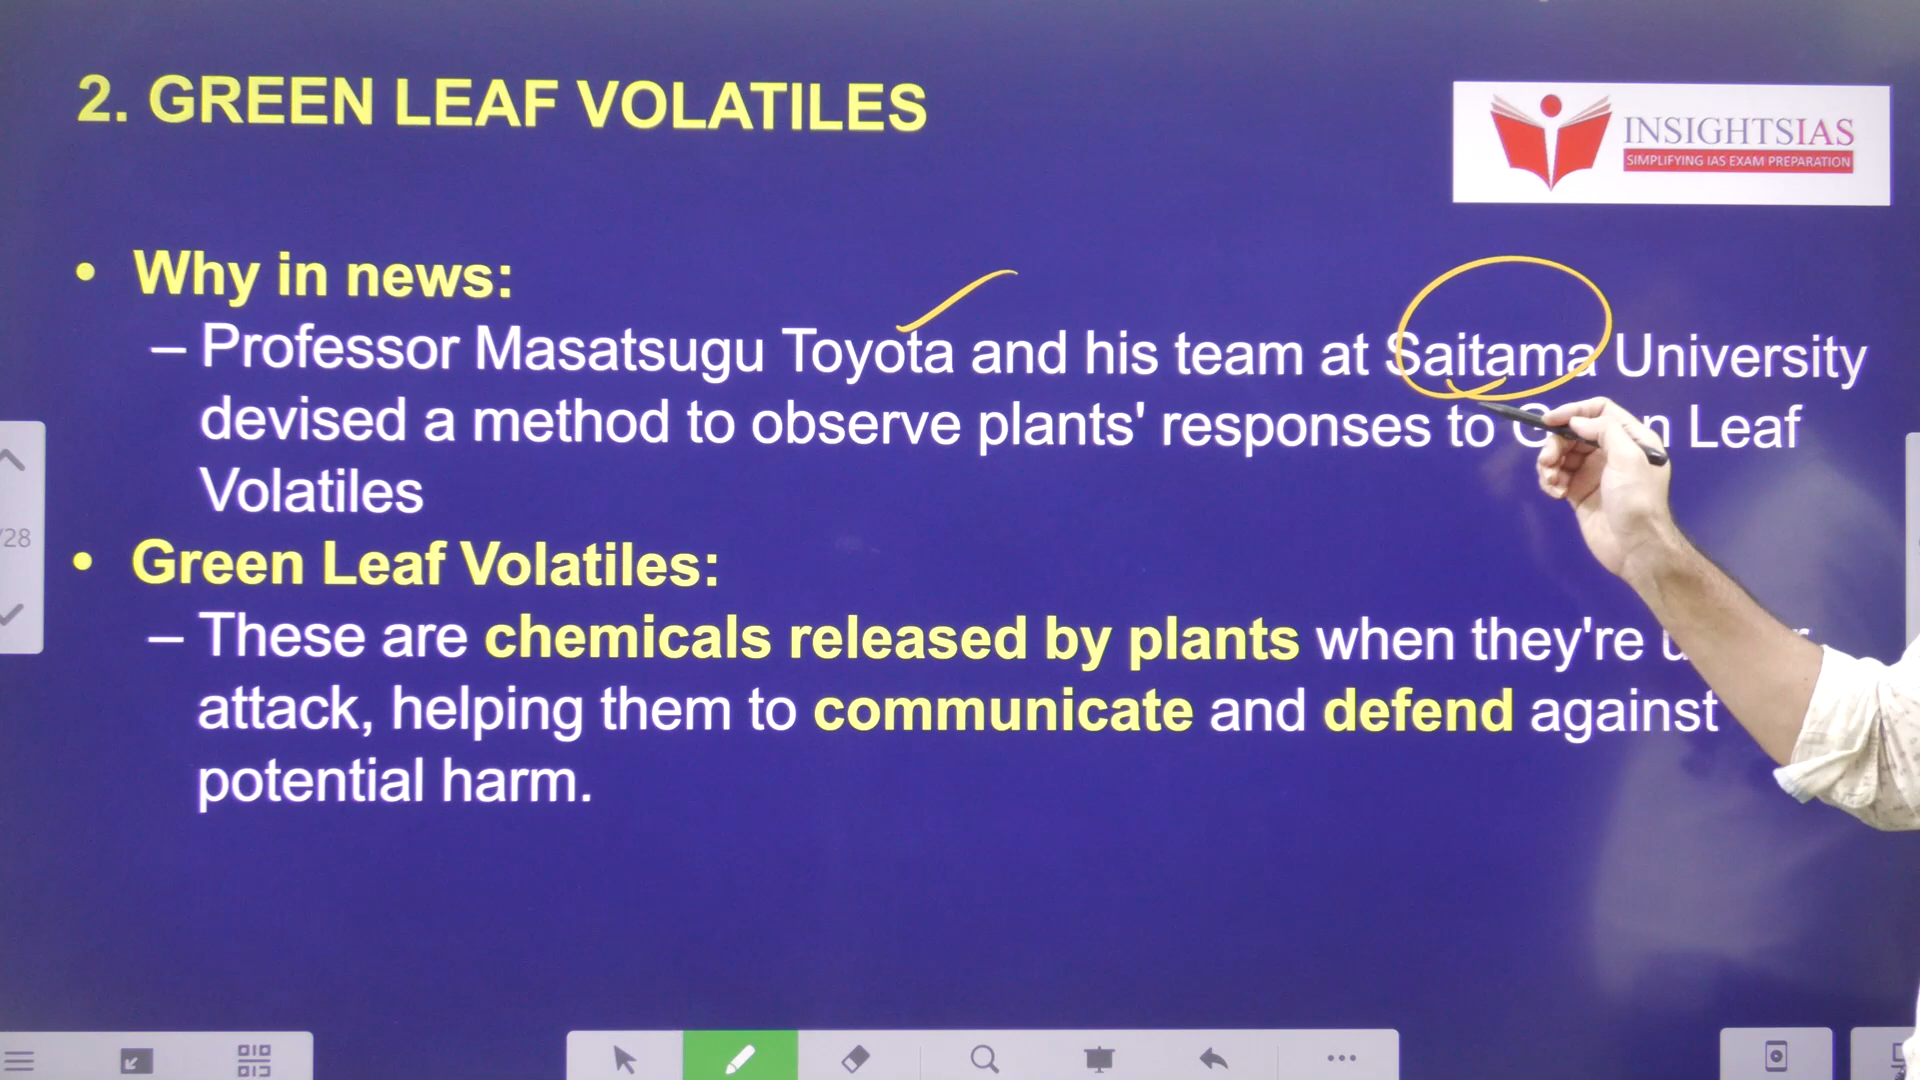 2. GREEN LEAF VOLATILES
INSIGHTSIAS
SIMPLIFYING IAS EXAM PREPARATION
• Why in news:
– Professor Masatsugu Toyota and his team at Saitama University
devised a method to observe plants' responses to Leaf
Volatiles
/28
• Green Leaf Volatiles:
– These are chemicals released by plants when they're
attack, helping them to communicate and defend against
potential harm.